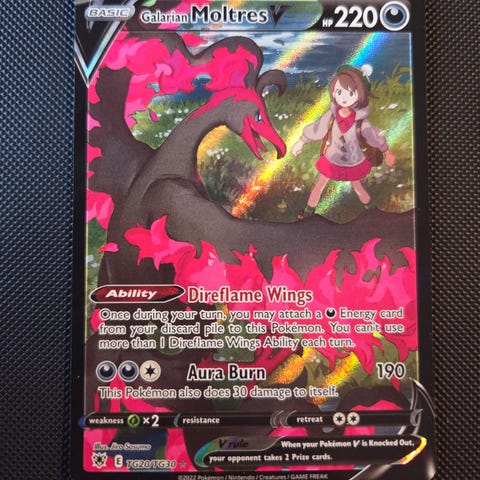 BASIC Galarian Moltres V HP 220
Ability Direflame Wings
Once during your turn, you may attach a Energy card
from your discard pile to this Pokémon. You can't use
more than 1 Direflame Wings Ability each turn.
Aura Burn 190
This Pokémon also does 30 damage to itself.
weakness ×2 resistance retreat
V rule When your Pokémon V is Knocked Out,
your opponent takes 2 Prize cards.
Illus. Jiro Sasumo
E TG20/TG30
©2022 Pokémon / Nintendo / Creatures / GAME FREAK